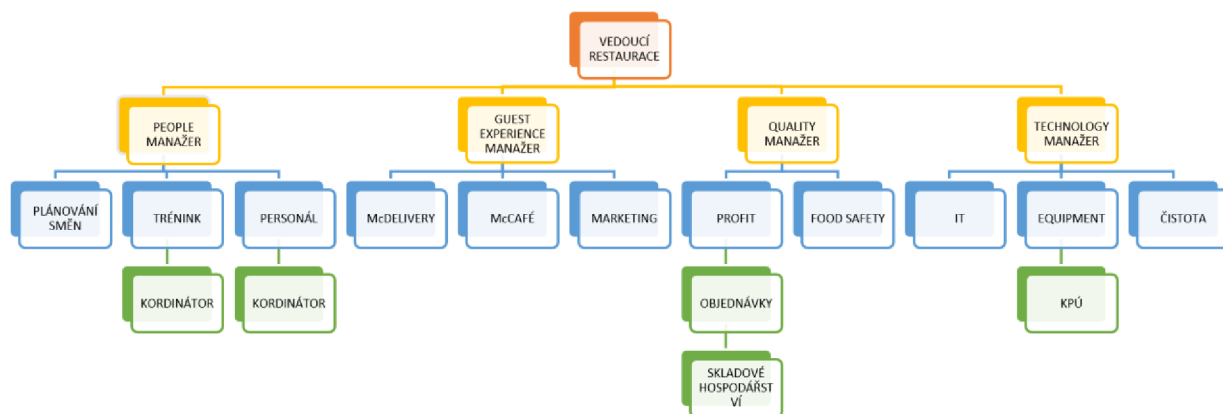 VEDOUCÍ
RESTAURACE
PEOPLE
MANAŽER
GUEST
EXPERIENCE
MANAŽER
QUALITY
MANAŽER
TECHNOLOGY
MANAŽER
PLÁNOVÁNÍ
SMĚN
TRÉNINK
PERSONÁL
McDELIVERY
McCAFÉ
MARKETING
PROFIT
FOOD SAFETY
IT
EQUIPMENT
ČISTOTA
KORDINÁTOR
KORDINÁTOR
OBJEDNÁVKY
KPÚ
SKLADOVÉ
HOSPODÁŘST
VÍ